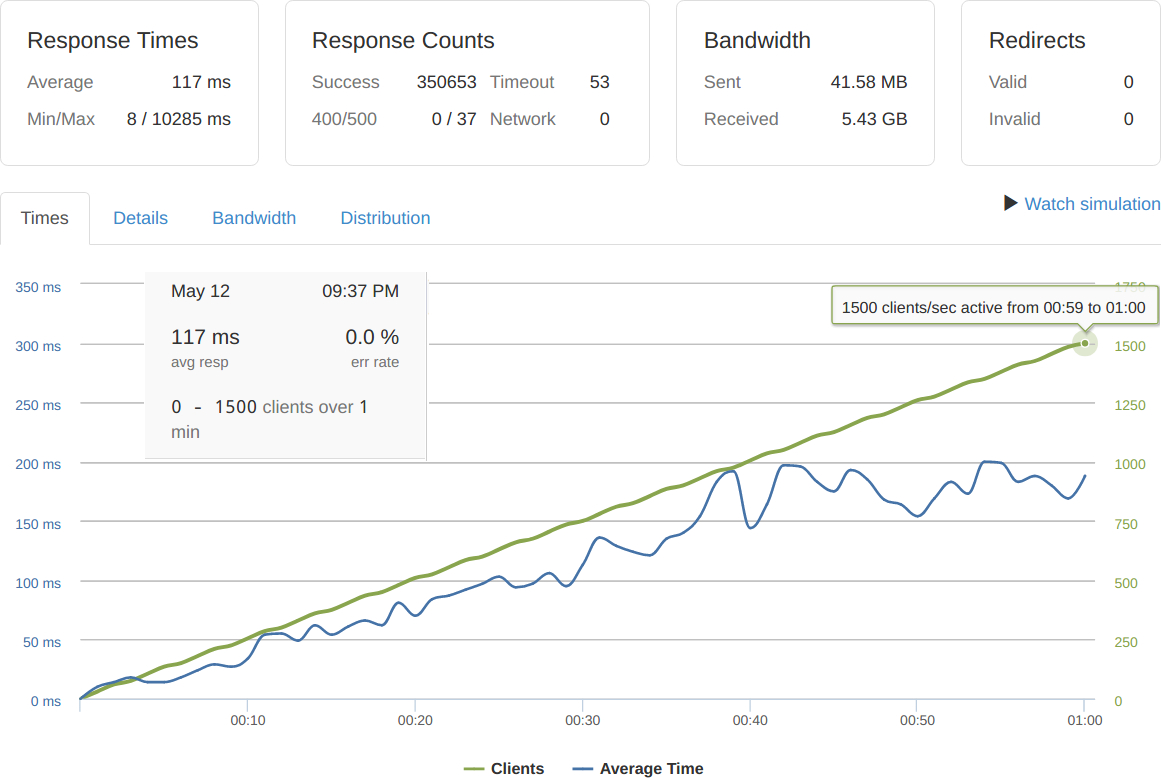 Response Times
Average 117 ms
Min/Max 8 / 10285 ms
Response Counts
Success 350653 Timeout 53
400/500 0 / 37 Network 0
Bandwidth
Sent 41.58 MB
Received 5.43 GB
Redirects
Valid 0
Invalid 0
Times Details Bandwidth Distribution
Watch simulation
350 ms
300 ms
250 ms
200 ms
150 ms
100 ms
50 ms
0 ms
May 12 09:37 PM
117 ms 0.0 %
avg resp err rate
0 - 1500 clients over 1
min
1750
1500 clients/sec active from 00:59 to 01:00
1500
1250
1000
750
500
250
0
00:10 00:20 00:30 00:40 00:50 01:00
Clients Average Time